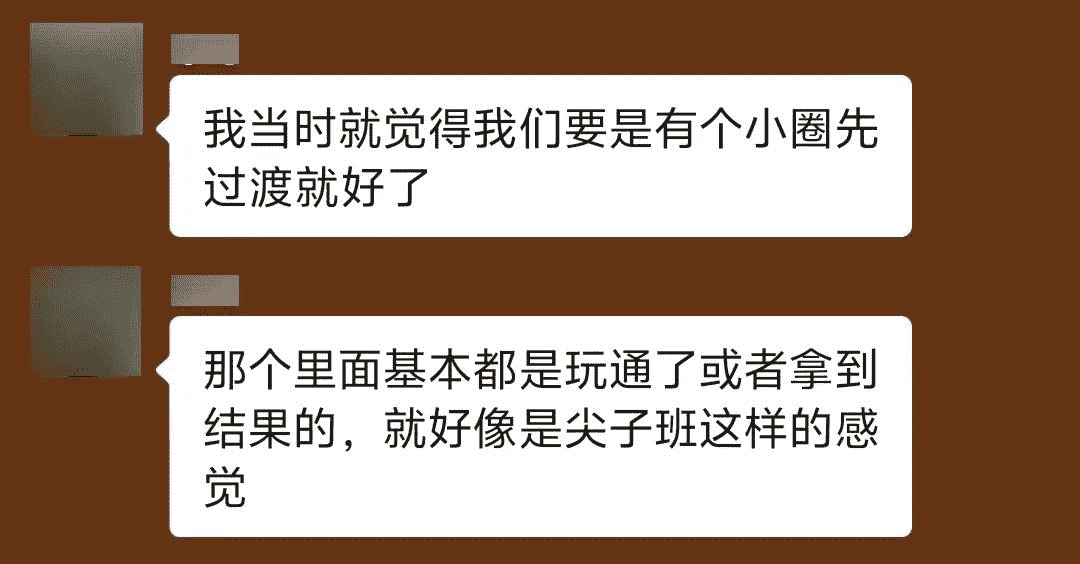 我当时就觉得我们要是有个小圈先
过渡就好了
那个里面基本都是玩通了或者拿到
结果的，就好像是尖子班这样的感
觉